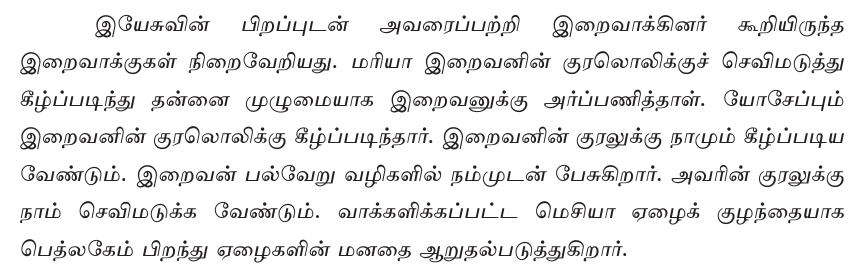 இயேசுவின் பிறப்புடன் அவரைப்பற்றி இறைவாக்கினர் கூறியிருந்த
இறைவாக்குகள் நிறைவேறியது. மரியா இறைவனின் குரலொலிக்குச் செவிமடுத்து
கீழ்ப்படிந்து தன்னை முழுமையாக இறைவனுக்கு அர்ப்பணித்தாள். யோசேப்பும்
இறைவனின் குரலொலிக்கு கீழ்ப்படிந்தார். இறைவனின் குரலுக்கு நாமும் கீழ்ப்படிய
வேண்டும். இறைவன் பல்வேறு வழிகளில் நம்முடன் பேசுகிறார். அவரின் குரலுக்கு
நாம் செவிமடுக்க வேண்டும். வாக்களிக்கப்பட்ட மெசியா ஏழைக் குழந்தையாக
பெத்லகேம் பிறந்து ஏழைகளின் மனதை ஆறுதல்படுத்துகிறார்.